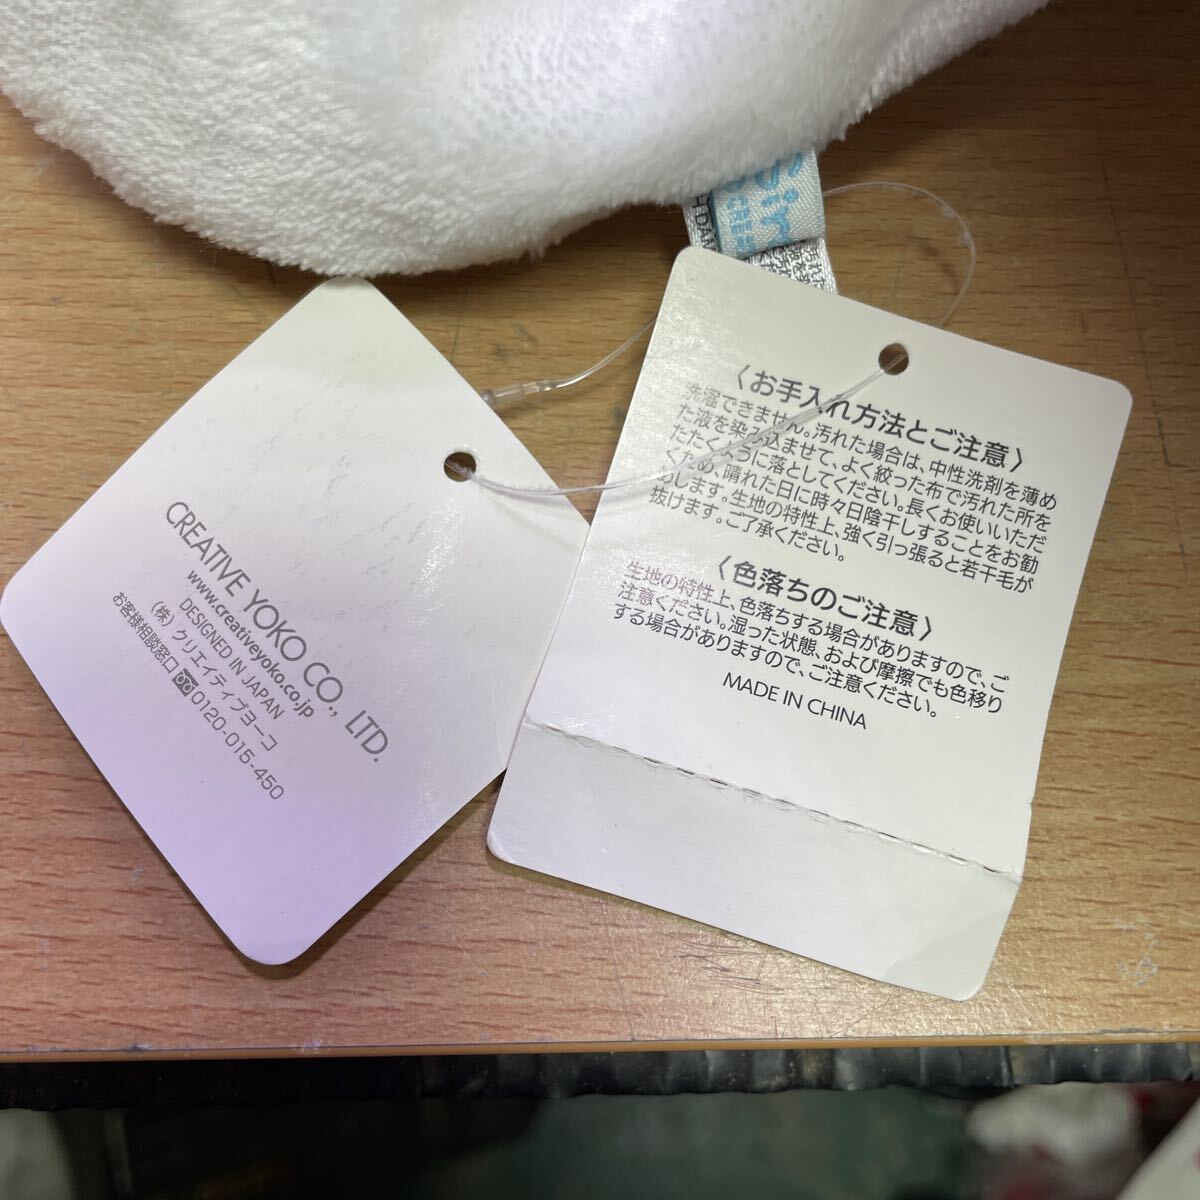 CREATIVE YOKO CO., LTD.
www.creativeyoko.co.jp
DESIGNED IN JAPAN
(株)クリエイティブヨーコ
お客様相談窓口 0120-015-450
〈お手入れ方法とご注意〉
洗濯できません。汚れた場合は、中性洗剤を薄め
た液を染み込ませて、よく絞った布で汚れた所を
たたくように落としてください。長くお使いいただ
くため、晴れた日に時々日陰干しすることをお勧
めします。生地の特性上、強く引っ張ると若干毛が
抜けます。ご了承ください。
〈色落ちのご注意〉
生地の特性上、色落ちする場合がありますので、ご
注意ください。湿った状態、および摩擦でも色移り
する場合がありますので、ご注意ください。
MADE IN CHINA